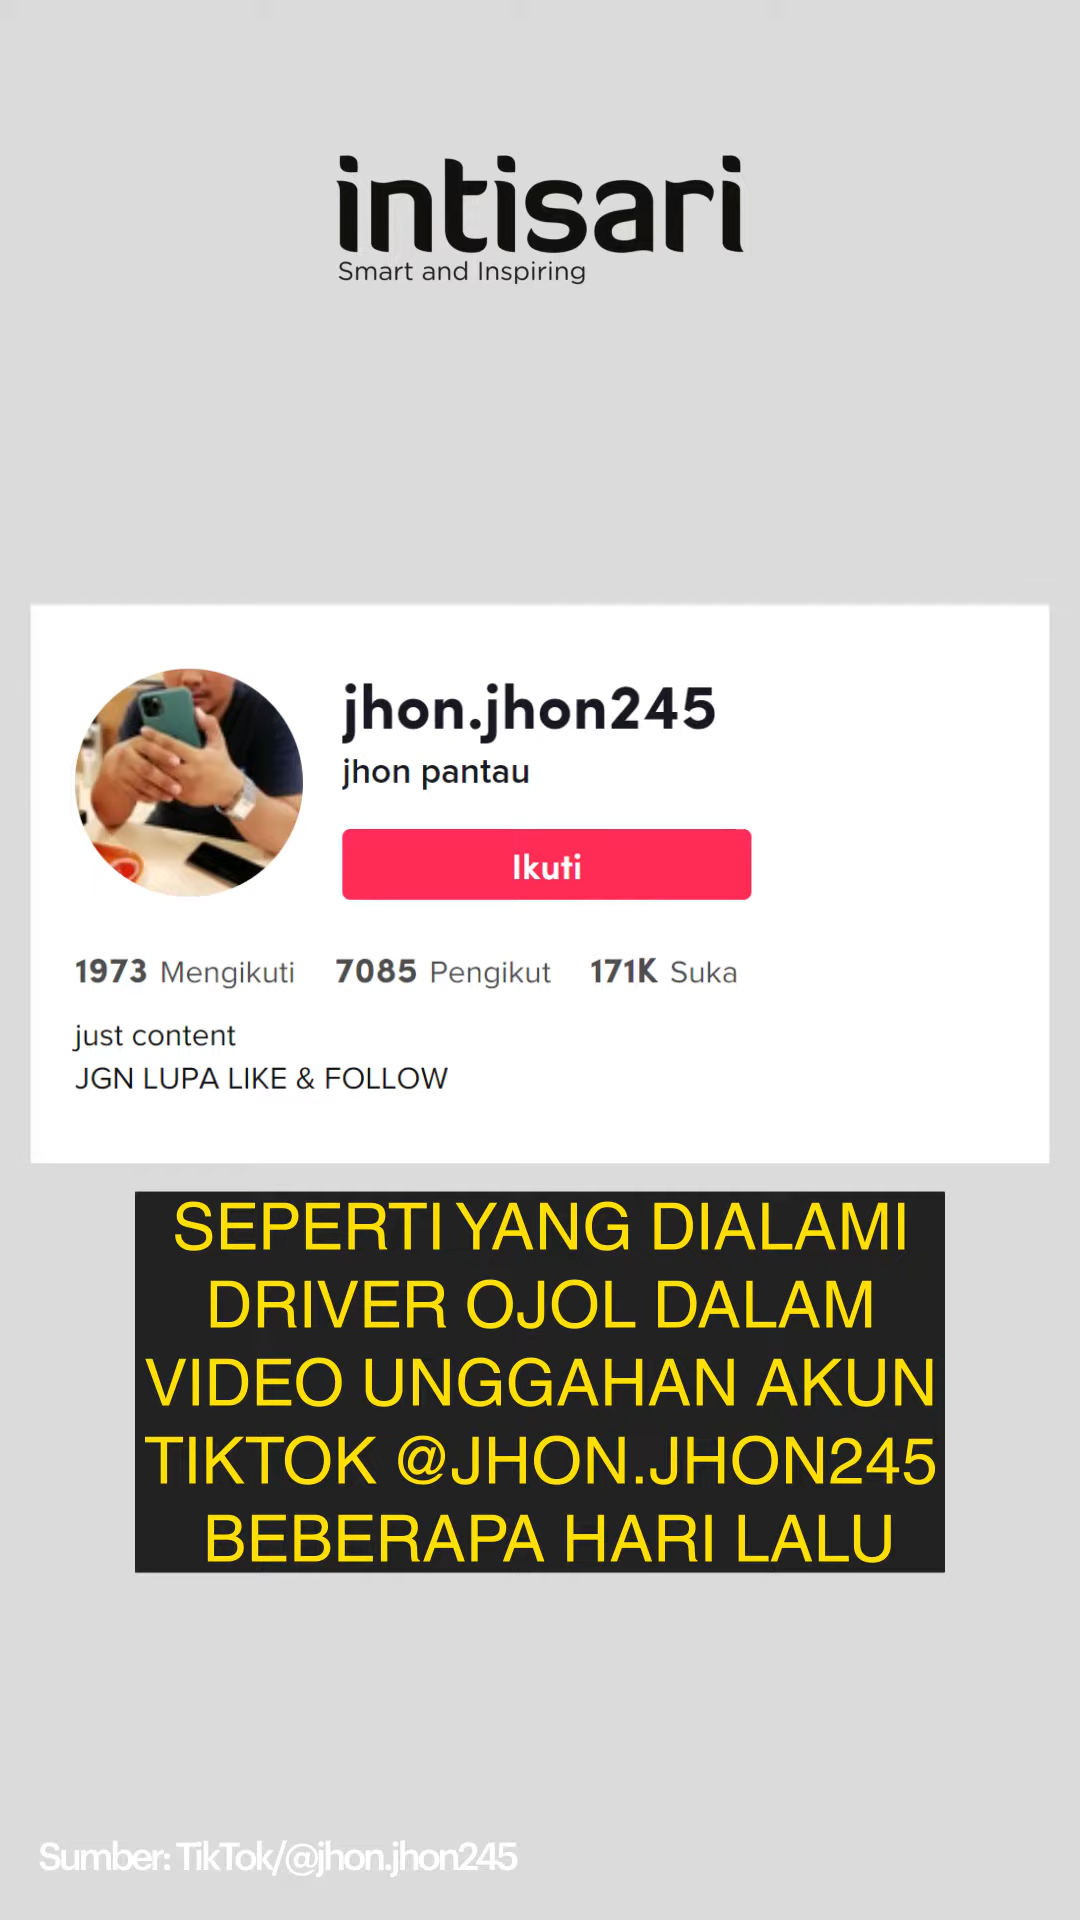 intisari
Smart and Inspiring
jhon.jhon245
jhon pantau
Ikuti
1973 Mengikuti 7085 Pengikut 171K Suka
just content
JGN LUPA LIKE & FOLLOW
SEPERTI YANG DIALAMI
DRIVER OJOL DALAM
VIDEO UNGGAHAN AKUN
TIKTOK @JHON.JHON245
BEBERAPA HARI LALU
Sumber: TikTok/@jhon.jhon245